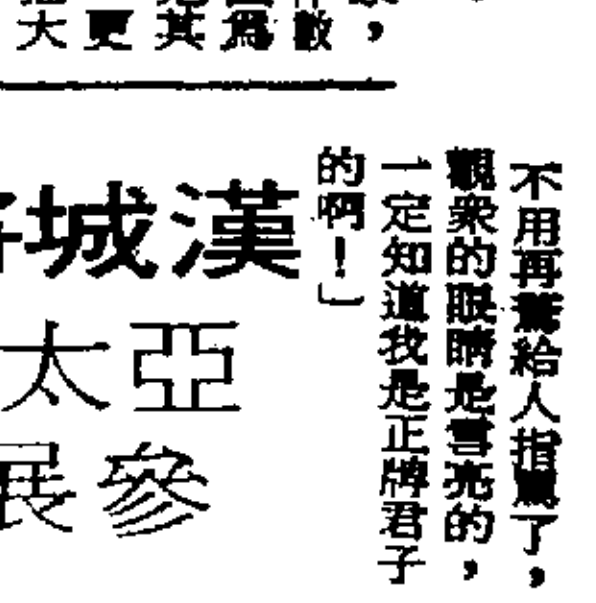 不用再驚給人指罵了，
觀衆的眼睛是雪亮的，
一定知道我是正牌君子
的啊！」
漢城
亞太
參展
，
數
爲
其
更
大